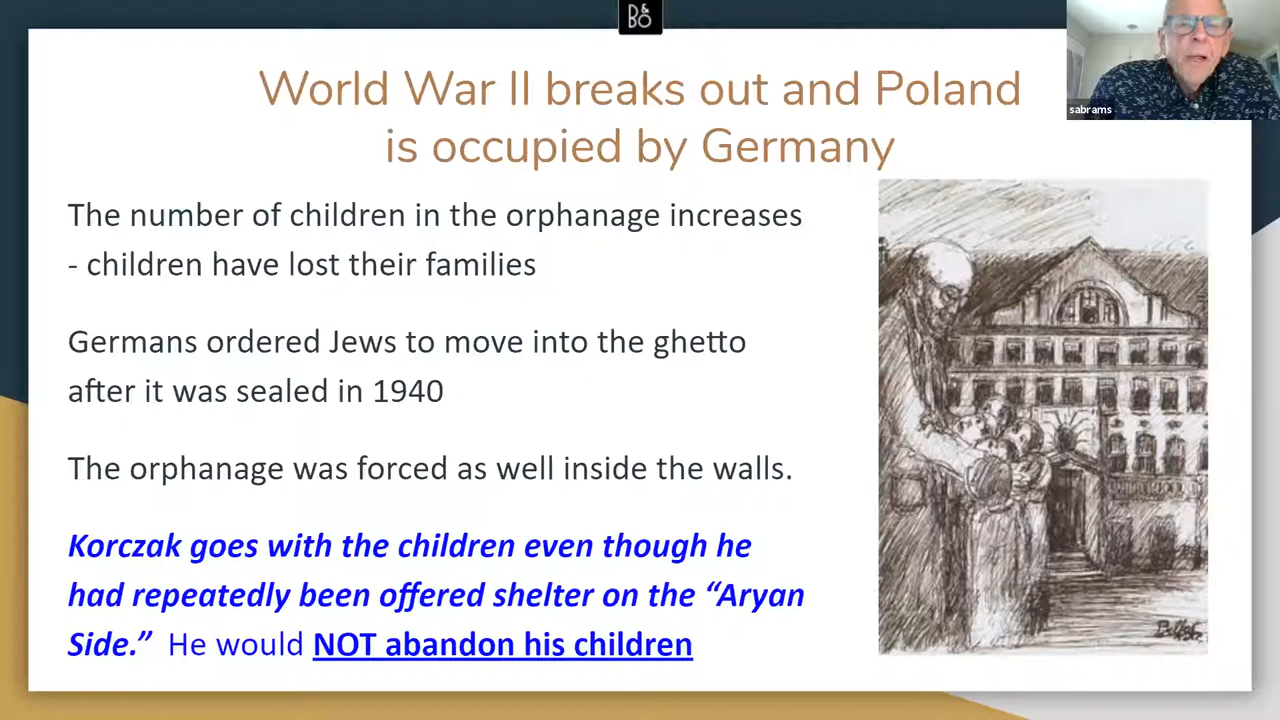 B&
BO
sabrams
World War II breaks out and Poland
is occupied by Germany
The number of children in the orphanage increases
- children have lost their families
Germans ordered Jews to move into the ghetto
after it was sealed in 1940
The orphanage was forced as well inside the walls.
Korczak goes with the children even though he
had repeatedly been offered shelter on the “Aryan
Side.”  He would NOT abandon his children